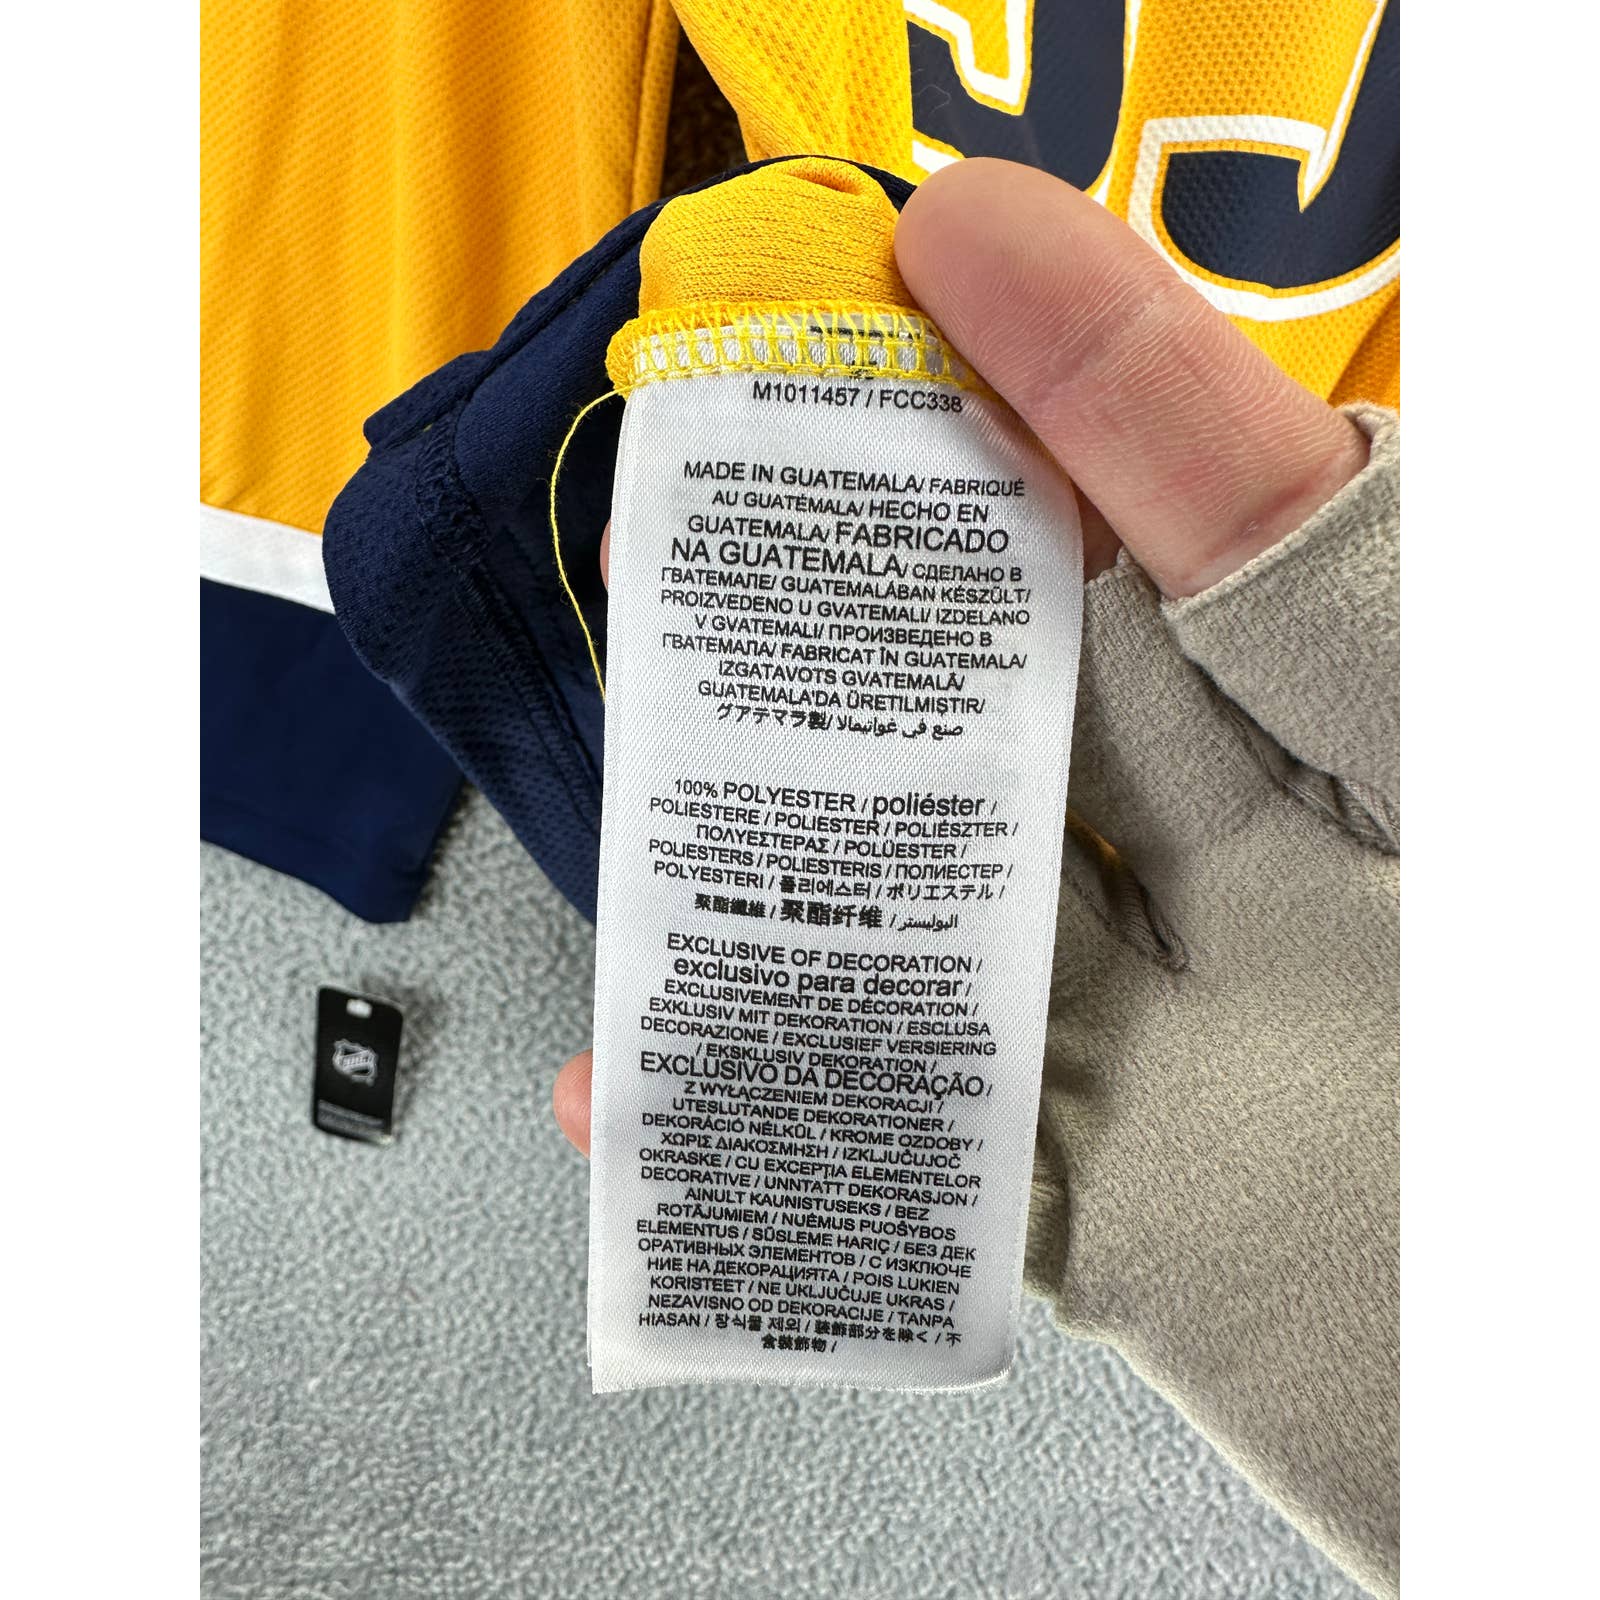 M1011457 / FCC338
MADE IN GUATEMALA/ FABRIQUÉ
AU GUATÉMALA/ HECHO EN
GUATEMALA/ FABRICADO
NA GUATEMALA/ СДЕЛАНО В
ГВАТЕМАЛЕ/ GUATEMALÁBAN KÉSZÜLT/
PROIZVEDENO U GVATEMALI/ IZDELANO
V GVATEMALI/ ПРОИЗВЕДЕНО В
ГВАТЕМАЛА/ FABRICAT ÎN GUATEMALA/
IZGATAVOTS GVATEMALĀ/
GUATEMALA'DA ÜRETILMIŞTIR/
グアテマラ製/ صنع في غواتيمالا
100% POLYESTER / poliéster /
POLIESTERE / POLIESTER / POLIÉSZTER /
ΠΟΛΥΕΣΤΕΡΑΣ / POLÜESTER /
POLIESTERS / POLIESTERIS / ПОЛИЕСТЕР /
POLYESTERI / 폴리에스터 / ポリエステル /
聚酯纖維 / 聚酯纤维 / البوليستر
EXCLUSIVE OF DECORATION /
exclusivo para decorar /
EXCLUSIVEMENT DE DÉCORATION /
EXKLUSIV MIT DEKORATION / ESCLUSA
DECORAZIONE / EXCLUSIEF VERSIERING
/ EKSKLUSIV DEKORATION /
EXCLUSIVO DA DECORAÇÃO /
Z WYŁĄCZENIEM DEKORACJI /
UTESLUTANDE DEKORATIONER /
DEKORÁCIÓ NÉLKÜL / KROME OZDOBY /
ΧΩΡΙΣ ΔΙΑΚΟΣΜΗΣΗ / IZKLJUČUJOČ
OKRASKE / CU EXCEPȚIA ELEMENTELOR
DECORATIVE / UNNTATT DEKORASJON /
AINULT KAUNISTUSEKS / BEZ
ROTĀJUMIEM / NUĖMUS PUOŠYBOS
ELEMENTUS / SÜSLEME HARIÇ / БЕЗ ДЕК
ОРАТИВНЫХ ЭЛЕМЕНТОВ / С ИЗКЛЮЧЕ
НИЕ НА ДЕКОРАЦИЯТА / POIS LUKIEN
KORISTEET / NE UKLJUČUJE UKRAS /
NEZAVISNO OD DEKORACIJE / TANPA
HIASAN / 장식물 제외 / 装飾部分を除く / 不
含裝飾物 /
NHL